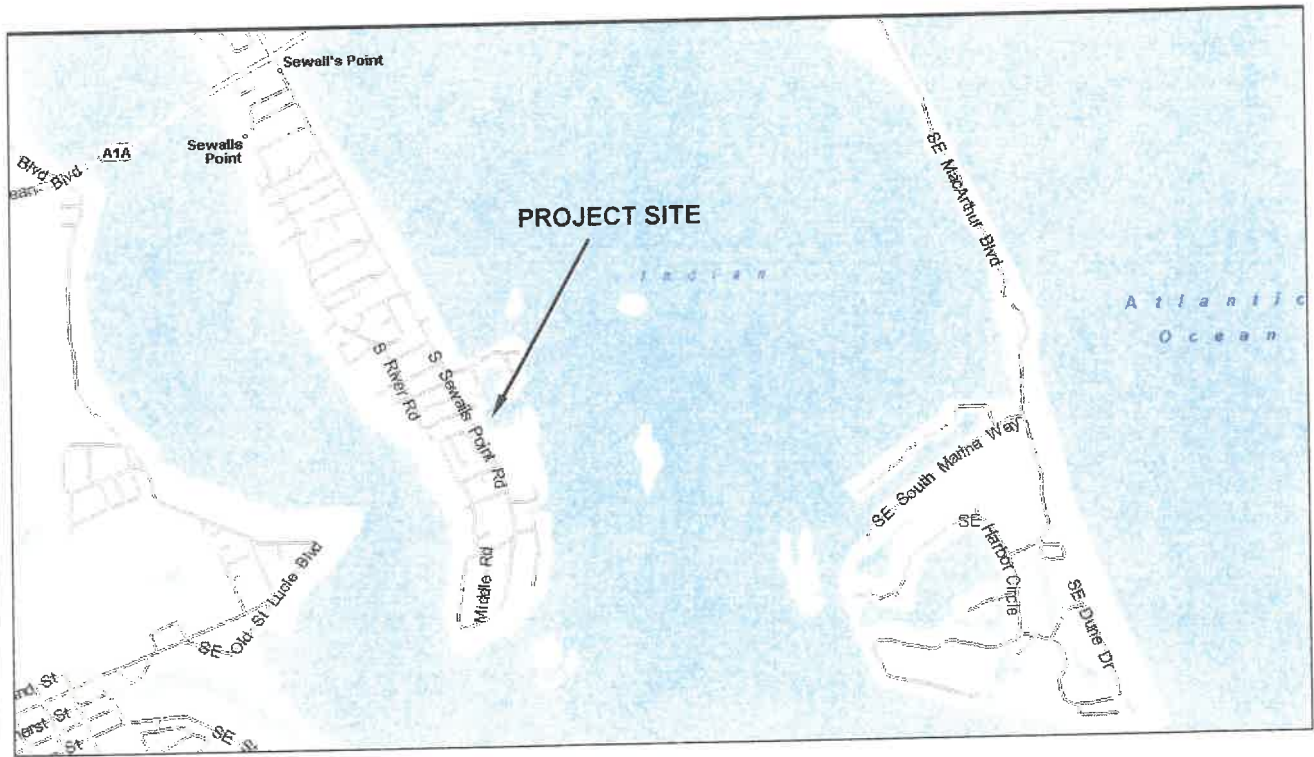 Sewall's Point
Sewalls
Point
A1A
Blvd
Blvd
PROJECT SITE
SE MacArthur Blvd
Indian
Atlantic
Ocean
S River Rd
S Sewalls Point Rd
SE South Marina Way
SE Harbor Circle
SE Old St Lucie Blvd
Middle Rd
SE Dune Dr
St
St
St
SE